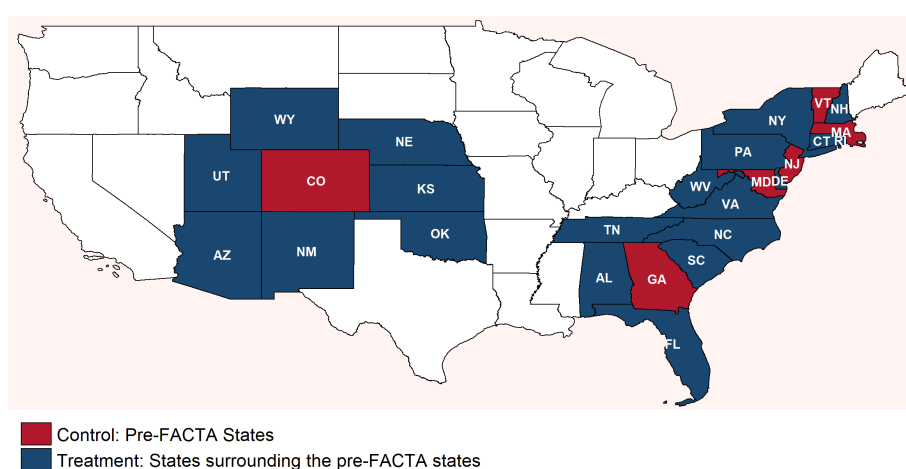 WY
NE
UT
CO
KS
AZ
NM
OK
NY
VT
NH
MA
CT
RI
PA
NJ
MD
DE
WV
VA
TN
NC
SC
AL
GA
FL
Control: Pre-FACTA States
Treatment: States surrounding the pre-FACTA states